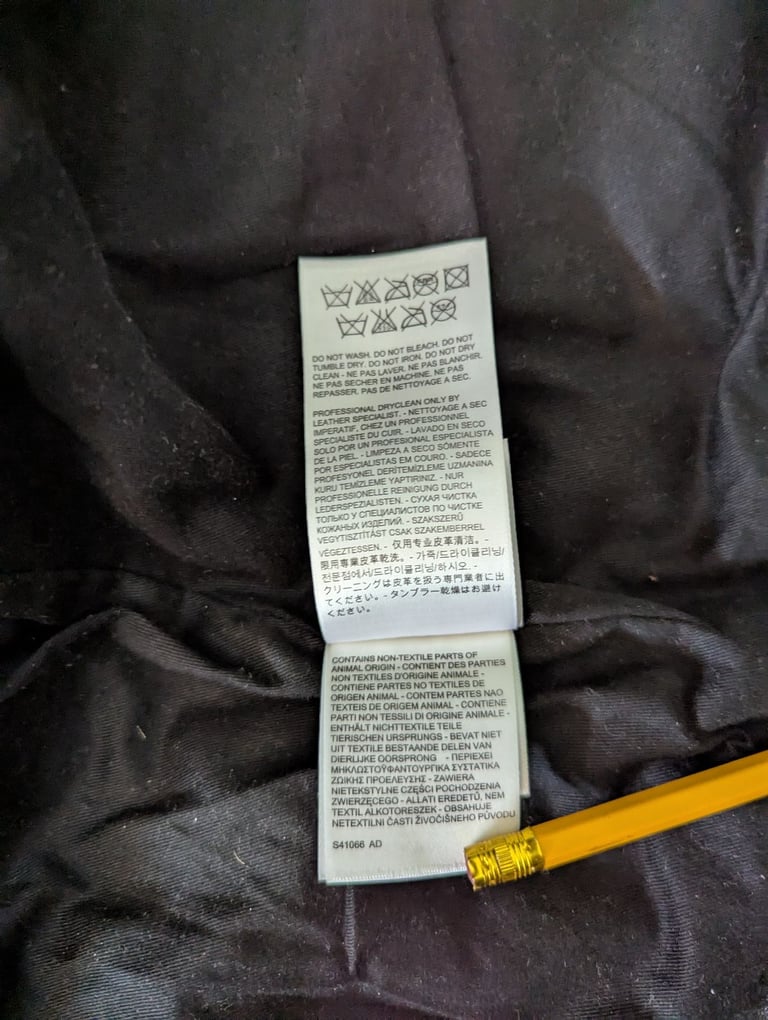 DO NOT WASH. DO NOT BLEACH. DO NOT
TUMBLE DRY. DO NOT IRON. DO NOT DRY
CLEAN - NE PAS LAVER. NE PAS BLANCHIR.
NE PAS SECHER EN MACHINE. NE PAS
REPASSER. PAS DE NETTOYAGE A SEC.
PROFESSIONAL DRYCLEAN ONLY BY
LEATHER SPECIALIST. - NETTOYAGE A SEC
IMPERATIF, CHEZ UN PROFESSIONNEL
SPECIALISTE DU CUIR. - LAVADO EN SECO
SOLO POR UN PROFESIONAL ESPECIALISTA
DE LA PIEL. - LIMPEZA A SECO SÓMENTE
POR ESPECIALISTAS EM COURO. - SADECE
PROFESYONEL DERİTEMİZLEME UZMANINA
KURU TEMİZLEME YAPTIRINIZ. - NUR
PROFESSIONELLE REINIGUNG DURCH
LEDERSPEZIALISTEN. - СУХАЯ ЧИСТКА
ТОЛЬКО У СПЕЦИАЛИСТОВ ПО ЧИСТКЕ
КОЖАНЫХ ИЗДЕЛИЙ. - SZAKSZERŰ
VEGYTISZTÍTÁST CSAK SZAKEMBERREL
VÉGEZTESSEN. - 仅用专业皮革清洁。-
限用專業皮革乾洗。- 가죽/드라이클리닝/
전문점에서/드라이클리닝/하시오. -
クリーニングは皮革を扱う専門業者に出
てください。- タンブラー乾燥はお避け
ください。
CONTAINS NON-TEXTILE PARTS OF
ANIMAL ORIGIN - CONTIENT DES PARTIES
NON TEXTILES D'ORIGINE ANIMALE -
CONTIENE PARTES NO TEXTILES DE
ORIGEN ANIMAL - CONTEM PARTES NAO
TEXTEIS DE ORIGEM ANIMAL - CONTIENE
PARTI NON TESSILI DI ORIGINE ANIMALE -
ENTHÄLT NICHTTEXTILE TEILE
TIERISCHEN URSPRUNGS - BEVAT NIET
UIT TEXTILE BESTAANDE DELEN VAN
DIERLIJKE OORSPRONG - ΠΕΡΙΕΧΕΙ
ΜΗΚΛΩΣΤΟΫΦΑΝΤΟΥΡΓΙΚΑ ΣΥΣΤΑΤΙΚΑ
ΖΩΙΚΗΣ ΠΡΟΕΛΕΥΣΗΣ - ZAWIERA
NIETEKSTYLNE CZĘŚCI POCHODZENIA
ZWIERZĘCEGO - ÁLLATI EREDETŰ, NEM
TEXTIL ALKOTORESZEK - OBSAHUJE
NETEXTILNÍ ČASTI ŽIVOČIŠNEHO PŮVODU
S41066 AD